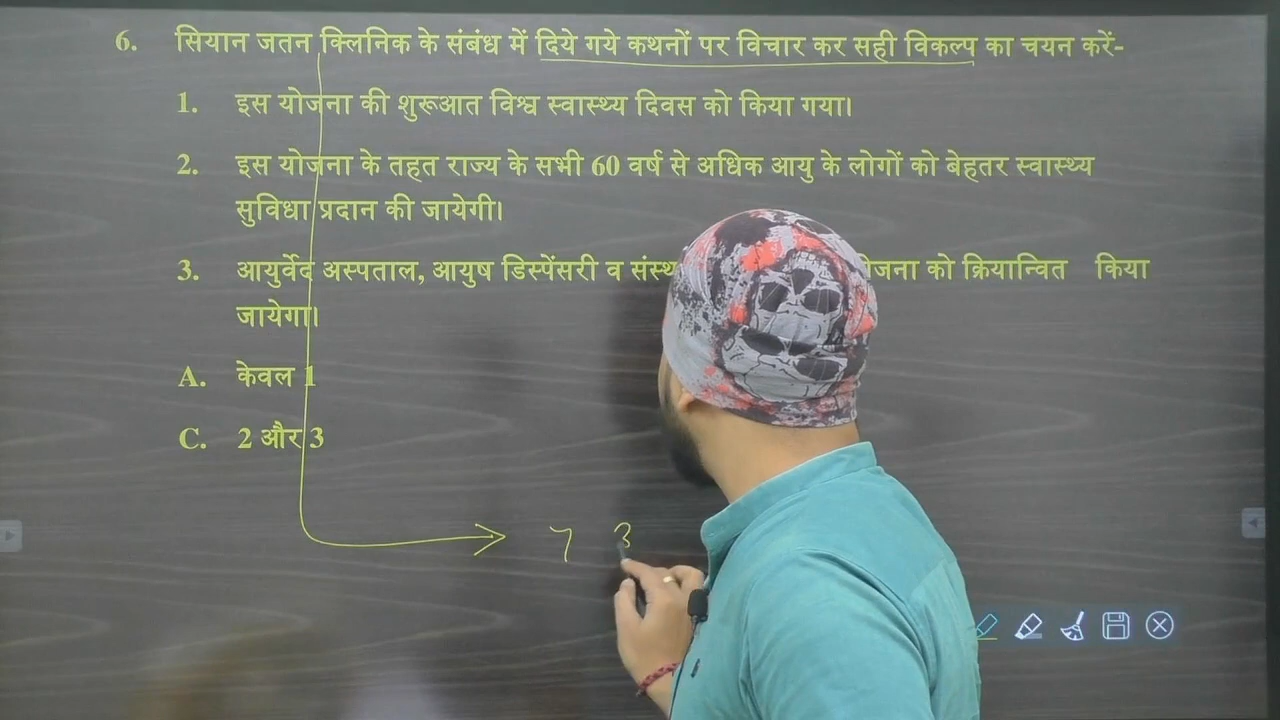 6. सियान जतन क्लिनिक के संबंध में दिये गये कथनों पर विचार कर सही विकल्प का चयन करें-
1. इस योजना की शुरूआत विश्व स्वास्थ्य दिवस को किया गया।
2. इस योजना के तहत राज्य के सभी 60 वर्ष से अधिक आयु के लोगों को बेहतर स्वास्थ्य
सुविधा प्रदान की जायेगी।
3. आयुर्वेद अस्पताल, आयुष डिस्पेंसरी व को क्रियान्वित किया
जायेगा।
A. केवल 1
C. 2 और 3
7